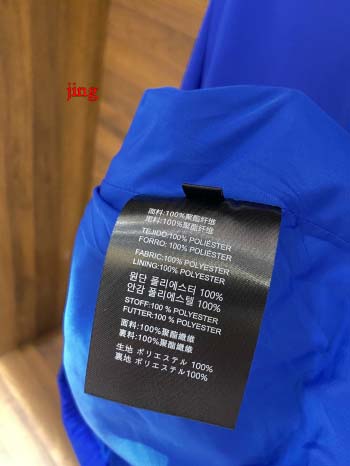 jing
面料:100%聚酯纤维
里料:100%聚酯纤维
TEJIDO:100% POLIÉSTER
FORRO: 100% POLIÉSTER
FABRIC:100% POLYESTER
LINING:100% POLYESTER
원단 폴리에스터 100%
안감 폴리에스텔 100%
STOFF:100% POLYESTER
FUTTER:100% POLYESTER
面料:100%聚酯纖維
裏料:100%聚酯纖維
生地 ポリエステル 100%
裏地 ポリエステル100%